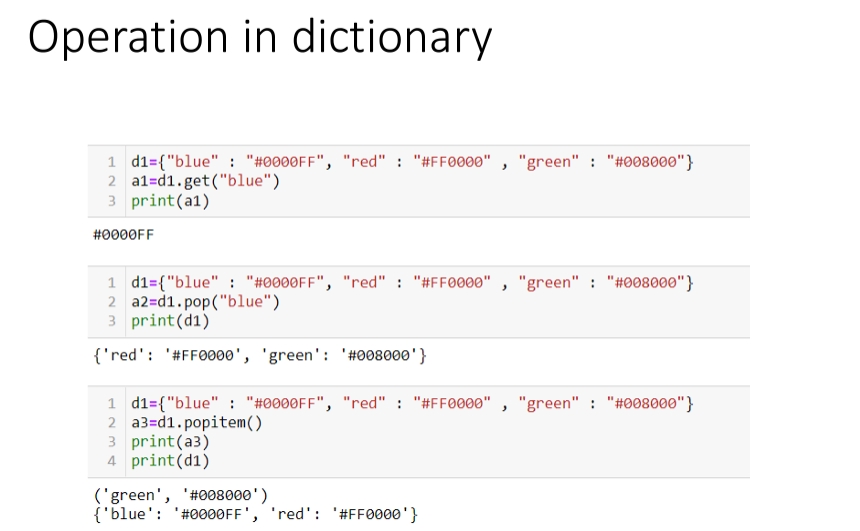 Operation in dictionary
1 d1={"blue" : "#0000FF", "red" : "#FF0000" , "green" : "#008000"}
2 a1=d1.get("blue")
3 print(a1)
#0000FF
1 d1={"blue" : "#0000FF", "red" : "#FF0000" , "green" : "#008000"}
2 a2=d1.pop("blue")
3 print(d1)
{'red': '#FF0000', 'green': '#008000'}
1 d1={"blue" : "#0000FF", "red" : "#FF0000" , "green" : "#008000"}
2 a3=d1.popitem()
3 print(a3)
4 print(d1)
('green', '#008000')
{'blue': '#0000FF', 'red': '#FF0000'}